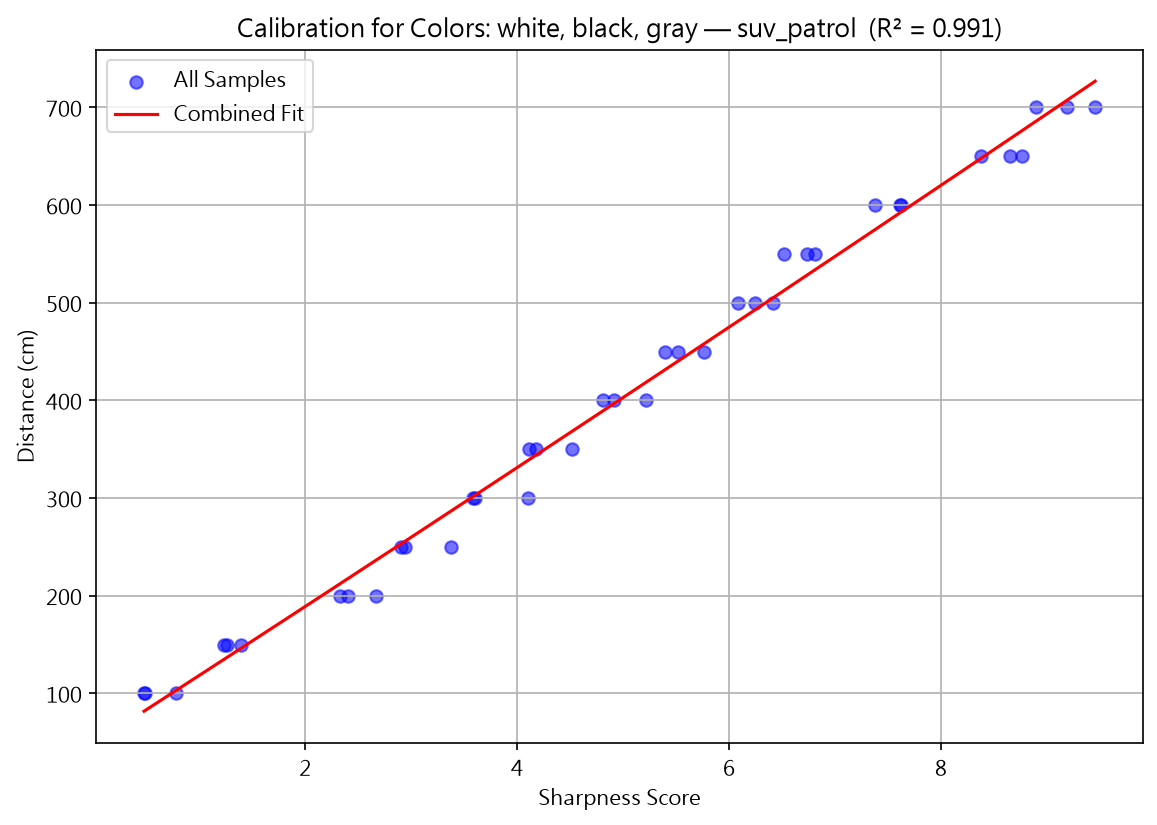 Calibration for Colors: white, black, gray — suv_patrol (R² = 0.991)
All Samples
Combined Fit
Distance (cm)
700
600
500
400
300
200
100
2 4 6 8
Sharpness Score